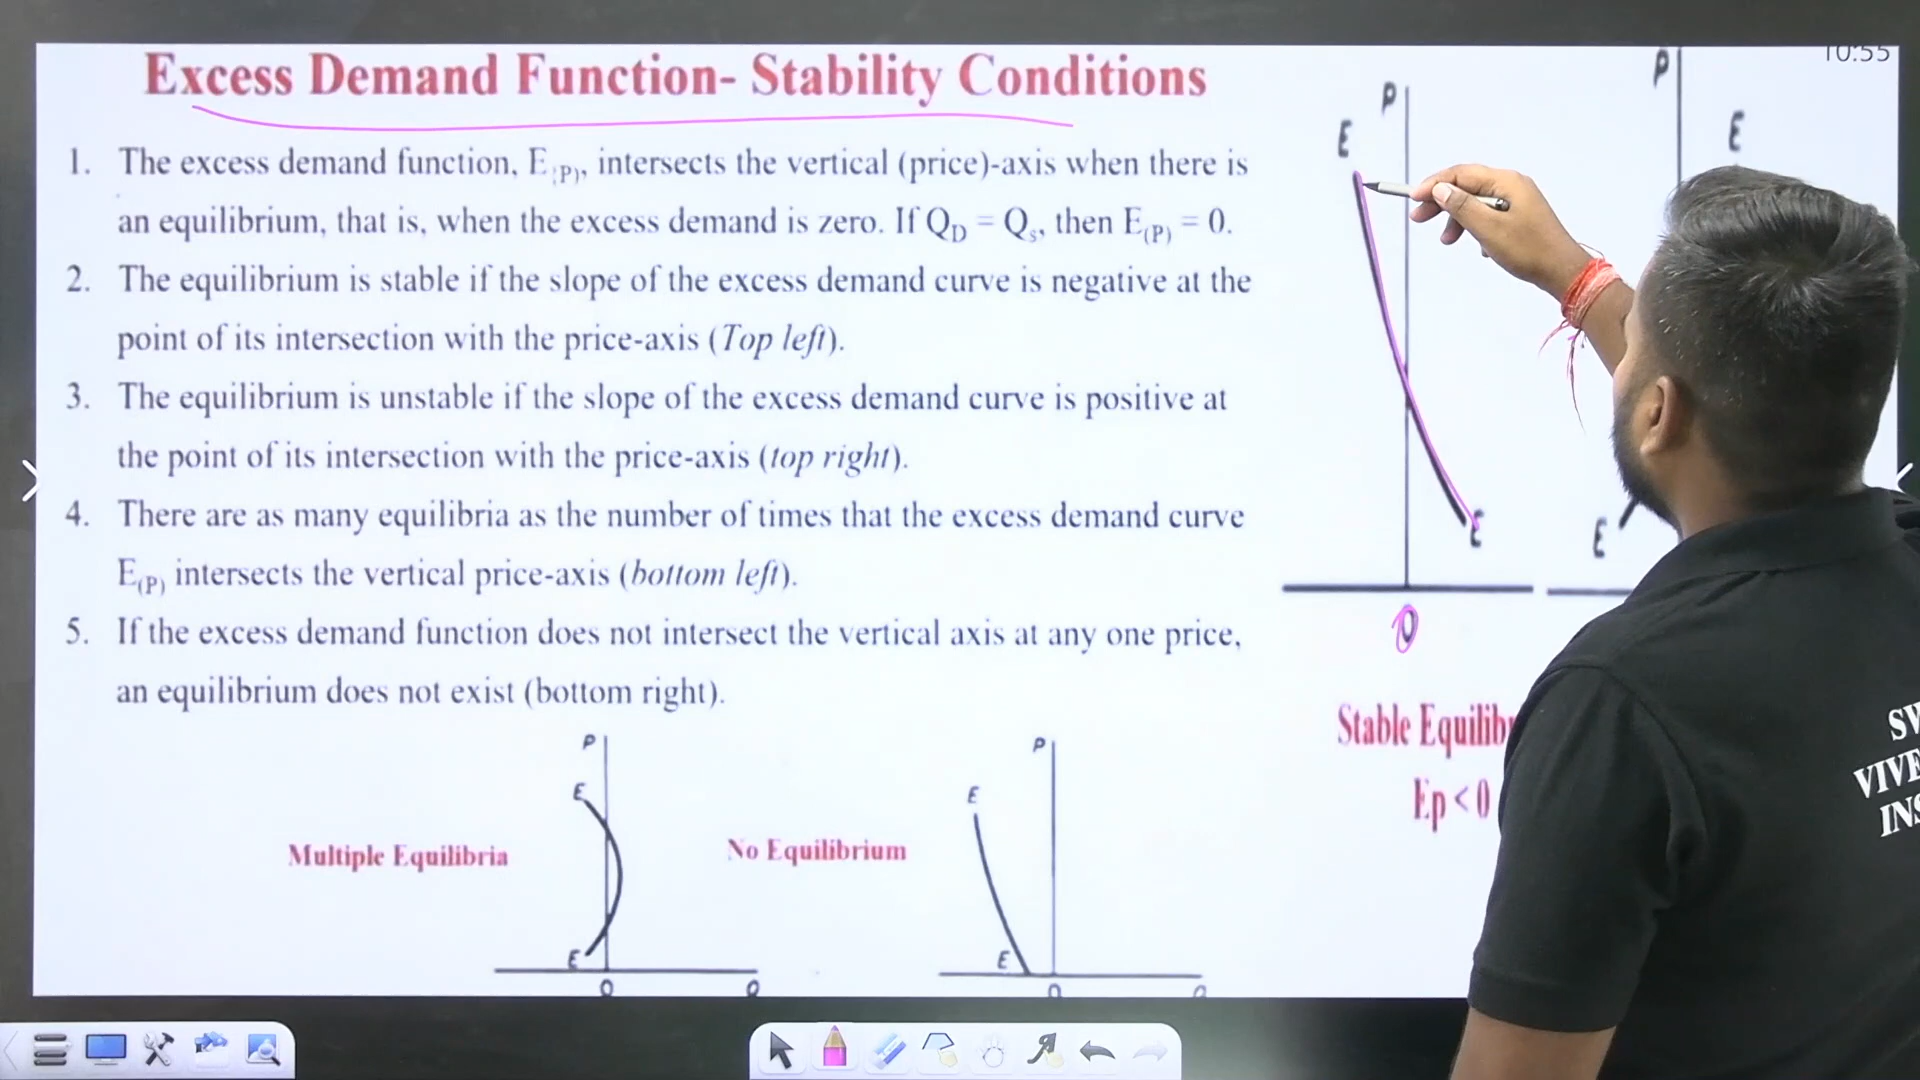 Excess Demand Function- Stability Conditions
10:55
1. The excess demand function, E(P), intersects the vertical (price)-axis when there is
an equilibrium, that is, when the excess demand is zero. If QD = Qs, then E(P) = 0.
2. The equilibrium is stable if the slope of the excess demand curve is negative at the
point of its intersection with the price-axis (Top left).
3. The equilibrium is unstable if the slope of the excess demand curve is positive at
the point of its intersection with the price-axis (top right).
4. There are as many equilibria as the number of times that the excess demand curve
E(P) intersects the vertical price-axis (bottom left).
5. If the excess demand function does not intersect the vertical axis at any one price,
an equilibrium does not exist (bottom right).
P
E
E
0
P
E
E
Stable Equilib
Ep < 0
P
E
Multiple Equilibria
E
0
Q
P
E
No Equilibrium
E
0
SW
VIVE
INS